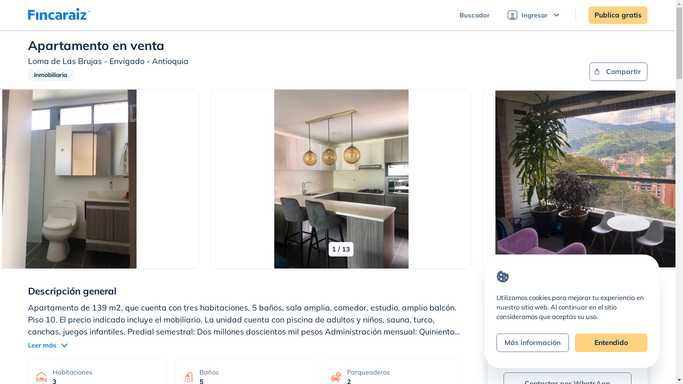 Fincaraiz
Buscador
Ingresar
Publica gratis
Apartamento en venta
Loma de Las Brujas - Envigado - Antioquia
Inmobiliaria
Compartir
1 / 13
Descripción general
Apartamento de 139 m2, que cuenta con tres habitaciones, 5 baños, sala amplia, comedor, estudio, amplio balcón.
Piso 10. El precio indicado incluye el mobiliario. La unidad cuenta con piscina de adultos y niños, sauna, turco,
canchas, juegos infantiles. Predial semestral: Dos millones doscientos mil pesos Administración mensual: Quiniento...
Leer más
Habitaciones
3
Baños
5
Parqueaderos
2
Utilizamos cookies para mejorar tu experiencia en
nuestro sitio web. Al continuar en el sitio
consideramos que aceptas su uso.
Más información
Entendido
Contactar por WhatsApp